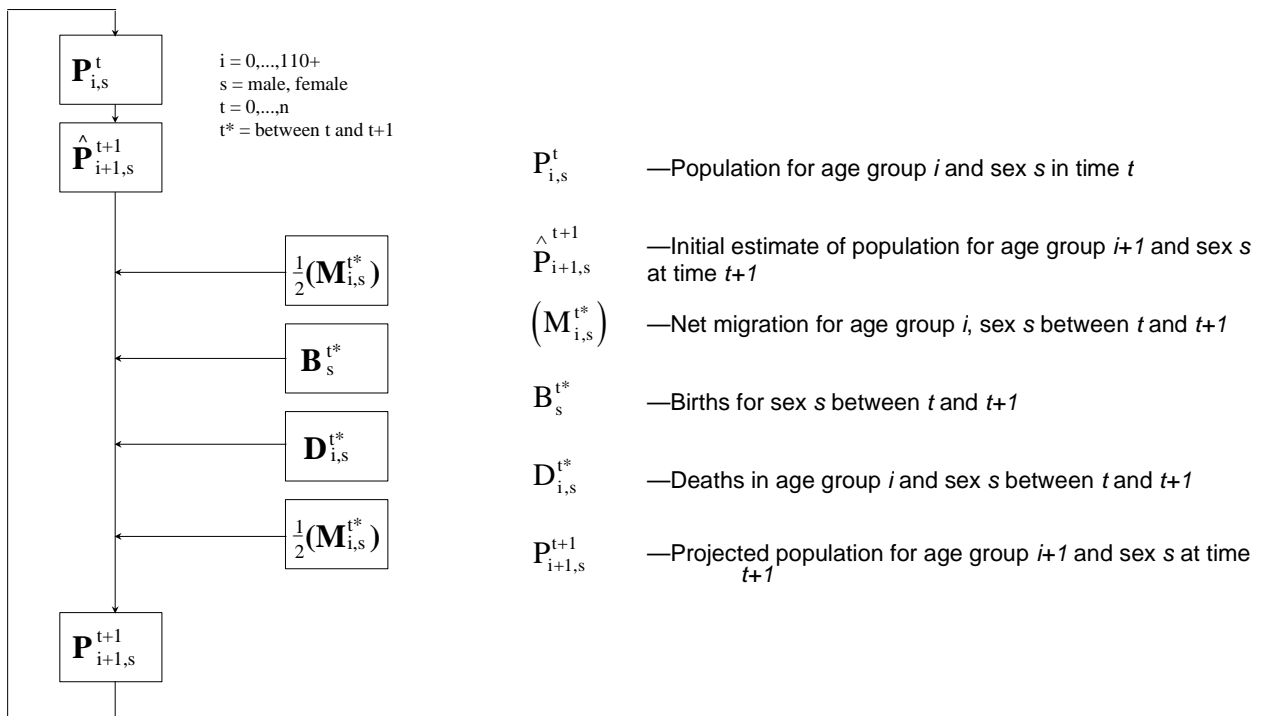 P^t_{i,s}
i = 0,...,110+
s = male, female
t = 0,...,n
t* = between t and t+1
P̂^{t+1}_{i+1,s}
½(M^{t*}_{i,s})
B^{t*}_s
D^{t*}_{i,s}
½(M^{t*}_{i,s})
P^{t+1}_{i+1,s}
P^t_{i,s} —Population for age group i and sex s in time t
P̂^{t+1}_{i+1,s} —Initial estimate of population for age group i+1 and sex s
at time t+1
(M^{t*}_{i,s}) —Net migration for age group i, sex s between t and t+1
B^{t*}_s —Births for sex s between t and t+1
D^{t*}_{i,s} —Deaths in age group i and sex s between t and t+1
P^{t+1}_{i+1,s} —Projected population for age group i+1 and sex s at time
t+1